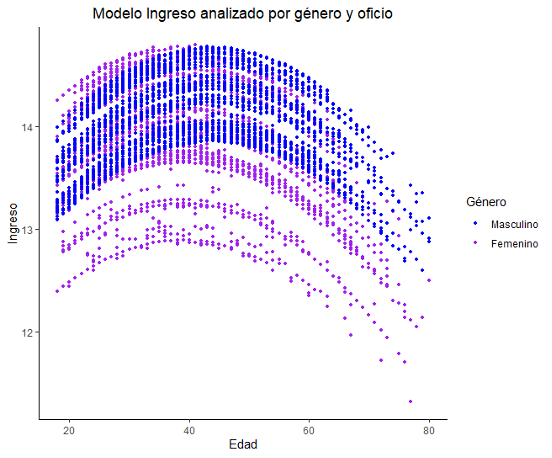 Modelo Ingreso analizado por género y oficio
14
13
12
Ingreso
20
40
60
80
Edad
Género
Masculino
Femenino